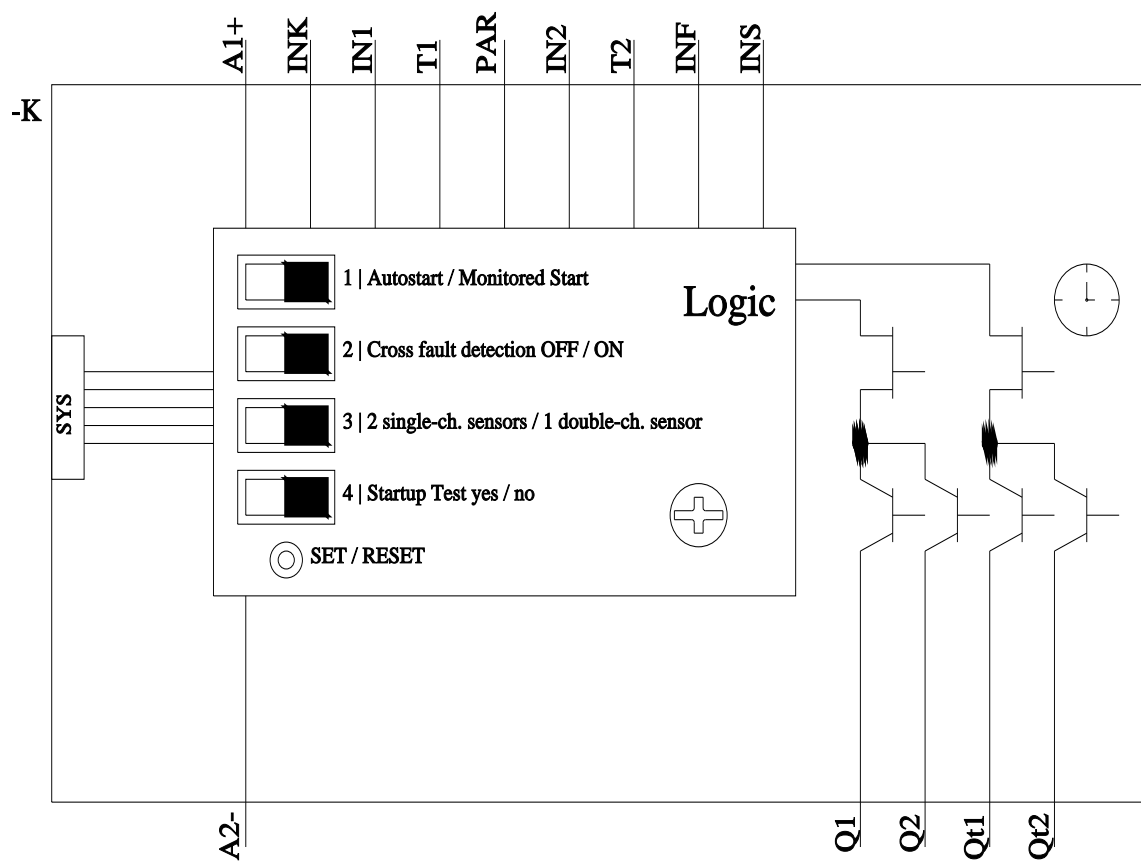 A1+
INK
IN1
T1
PAR
IN2
T2
INF
INS
-K
1 | Autostart / Monitored Start
Logic
2 | Cross fault detection OFF / ON
SYS
3 | 2 single-ch. sensors / 1 double-ch. sensor
4 | Startup Test yes / no
SET / RESET
A2-
Q1
Q2
Qt1
Qt2